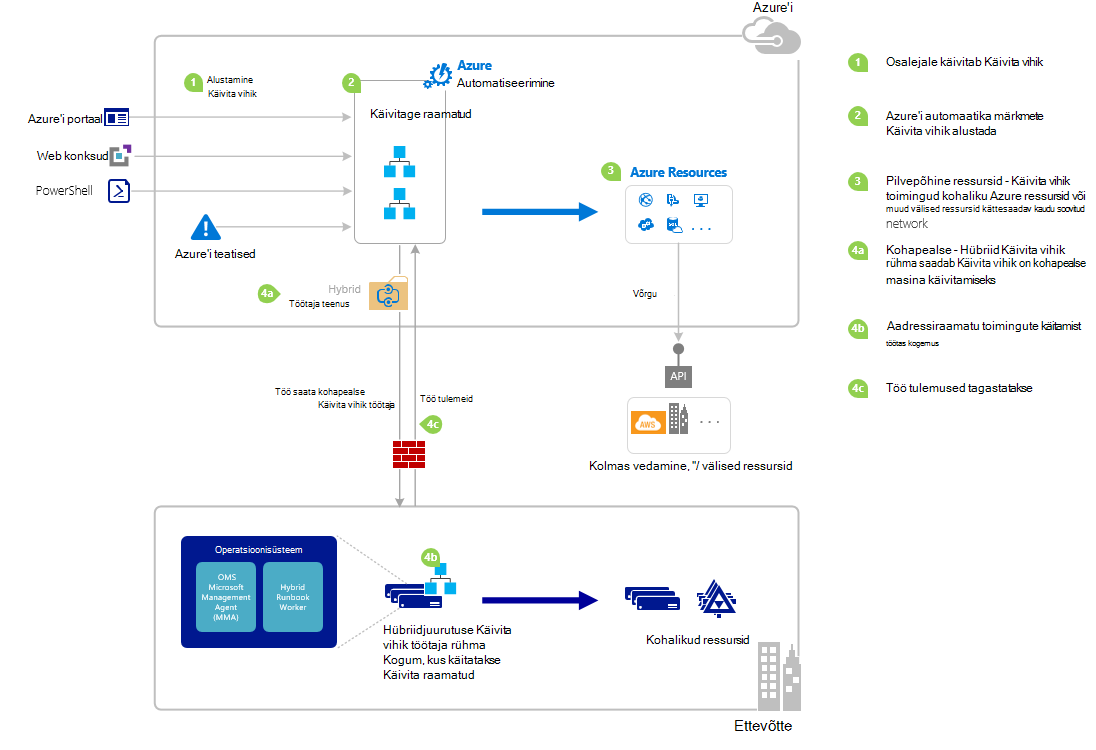 Azure'i
1
Alustamine
Käivita vihik
2
Azure
Automatiseerimine
Käivitage raamatud
Azure'i portaal
Web konksud
PowerShell
Azure'i teatised
3
Azure Resources
SQL
...
4a
Hybrid
Töötaja teenus
Võrgu
API
AWS
...
Kolmas vedamine, "/ välised ressursid
Töö saata kohapealse
Käivita vihik töötaja
Töö tulemeid
4c
Operatsioonisüsteem
OMS
Microsoft
Management
Agent
(MMA)
Hybrid
Runbook
Worker
4b
Hübriidjuurutuse Käivita
vihik töötaja rühma
Kogum, kus käitatakse
Käivita raamatud
Kohalikud ressursid
Ettevõtte
1
Osalejale käivitab Käivita vihik
2
Azure'i automaatika märkmete
Käivita vihik alustada
3
Pilvepõhine ressursid - Käivita vihik
toimingud kohaliku Azure ressursid või
muud välised ressursid kättesaadav kaudu soovitud
network
4a
Kohapealse - Hübriid Käivita vihik
rühma saadab Käivita vihik on kohapealse
masina käivitamiseks
4b
Aadressiraamatu toimingute käitamist
töötas kogemus
4c
Töö tulemused tagastatakse